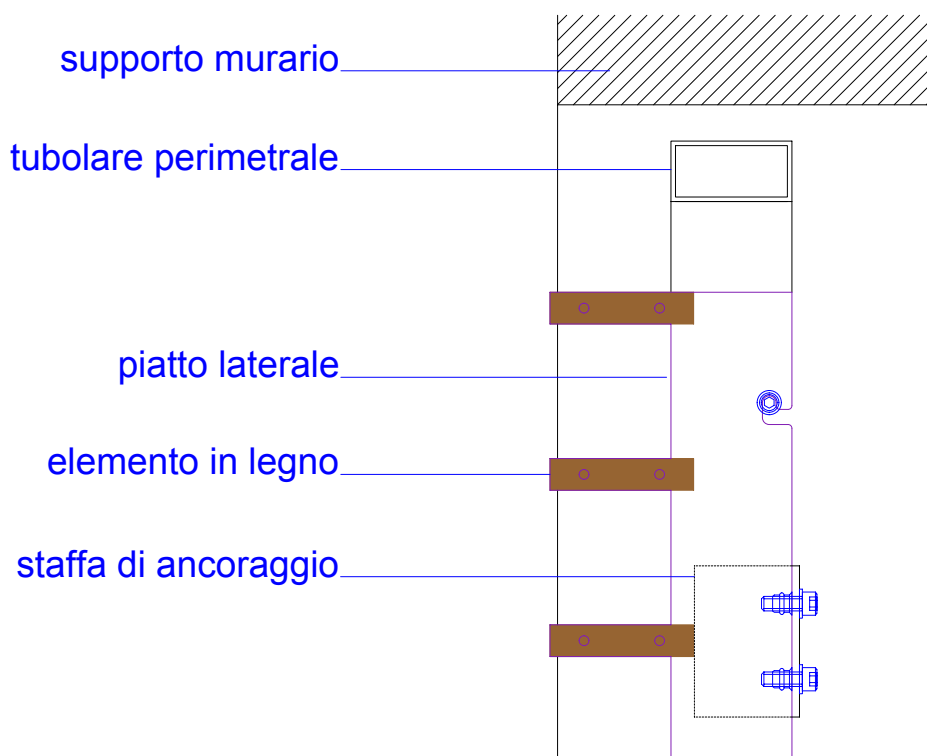 supporto murario
tubolare perimetrale
piatto laterale
elemento in legno
staffa di ancoraggio